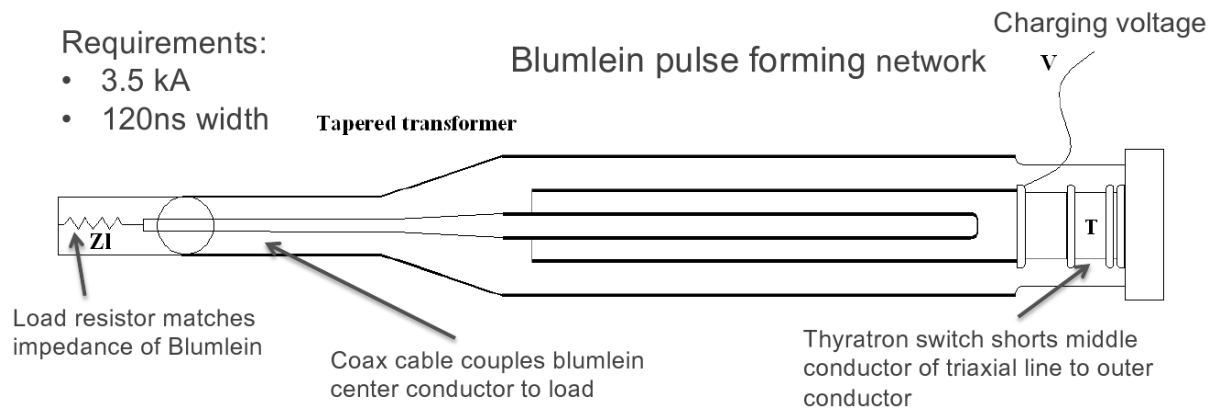 Requirements:
• 3.5 kA
• 120ns width
Blumlein pulse forming network
Charging voltage
V
Tapered transformer
Zl
T
Load resistor matches
impedance of Blumlein
Coax cable couples blumlein
center conductor to load
Thyratron switch shorts middle
conductor of triaxial line to outer
conductor